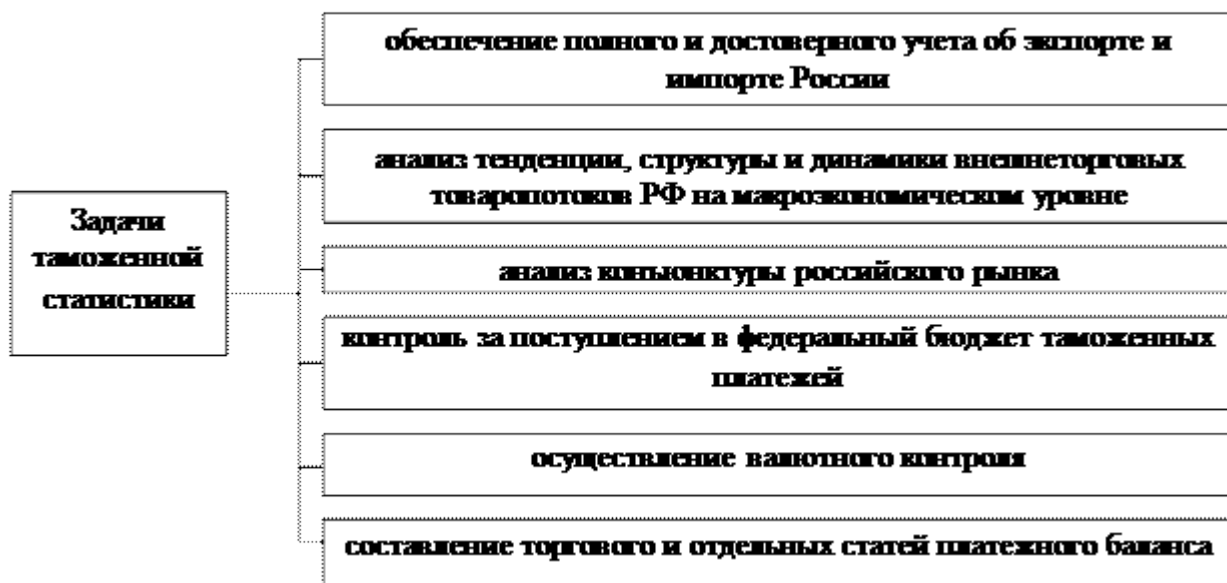 Задачи
таможенной
статистики
обеспечение полного и достоверного учета об экспорте и
импорте России
анализ тенденции, структуры и динамики внешнеторговых
товаропотоков РФ на макроэкономическом уровне
анализ конъюнктуры российского рынка
контроль за поступлением в федеральный бюджет таможенных
платежей
осуществление валютного контроля
составление торгового и отдельных статей платежного баланса